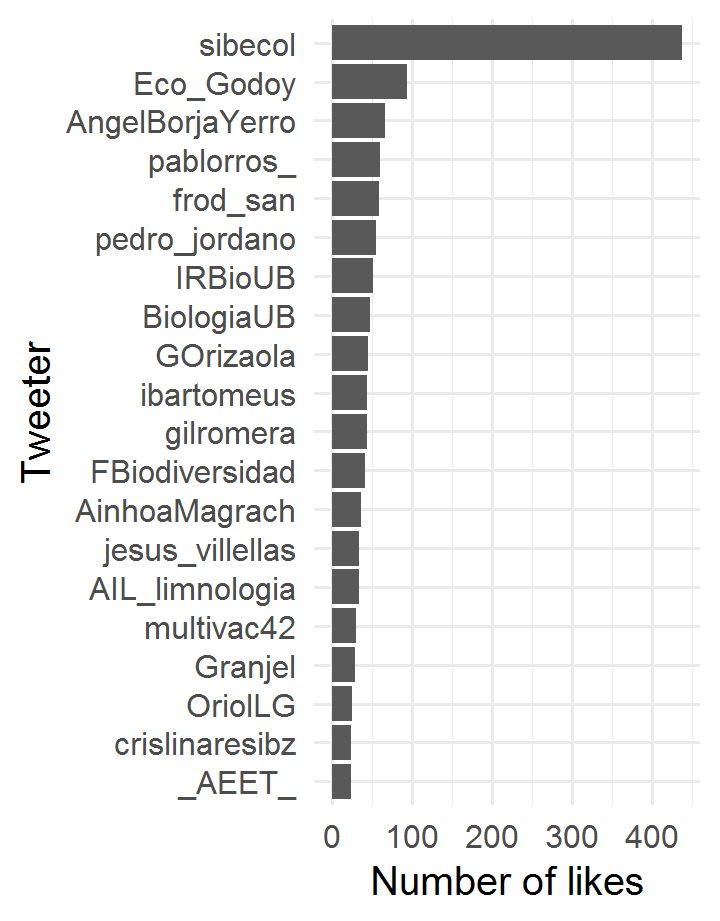 sibecol
Eco_Godoy
AngelBorjaYerro
pablorros_
frod_san
pedro_jordano
IRBioUB
BiologiaUB
GOrizaola
ibartomeus
gilromera
FBiodiversidad
AinhoaMagrach
jesus_villellas
AIL_limnologia
multivac42
Granjel
OriolLG
crislinaresibz
_AEET_
Tweeter
0 100 200 300 400
Number of likes